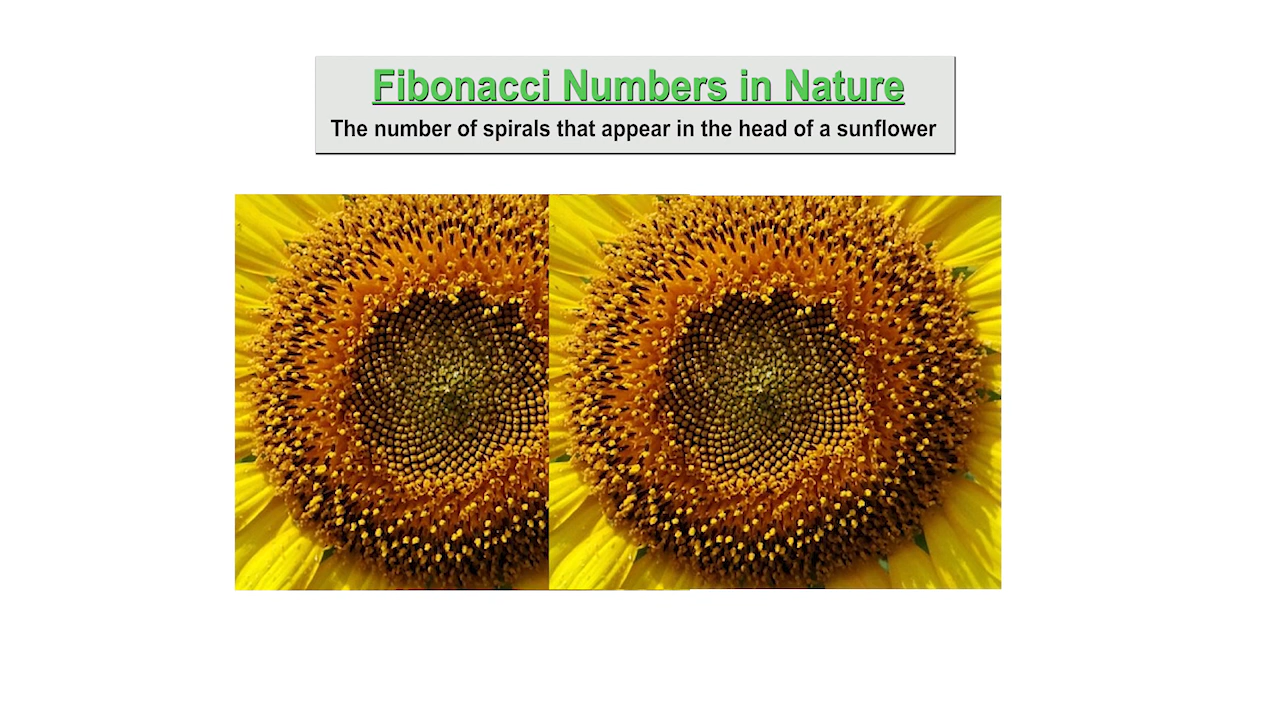 Fibonacci Numbers in Nature
The number of spirals that appear in the head of a sunflower